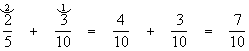 2 1
2/5 + 3/10 = 4/10 + 3/10 = 7/10